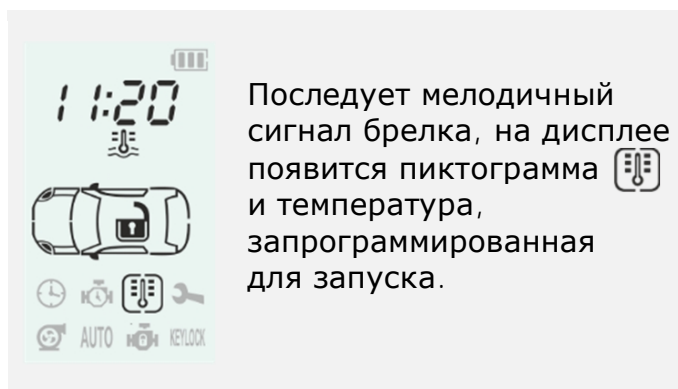 11:20
Последует мелодичный
сигнал брелка, на дисплее
появится пиктограмма
и температура,
запрограммированная
для запуска.
AUTO
KEYLOCK